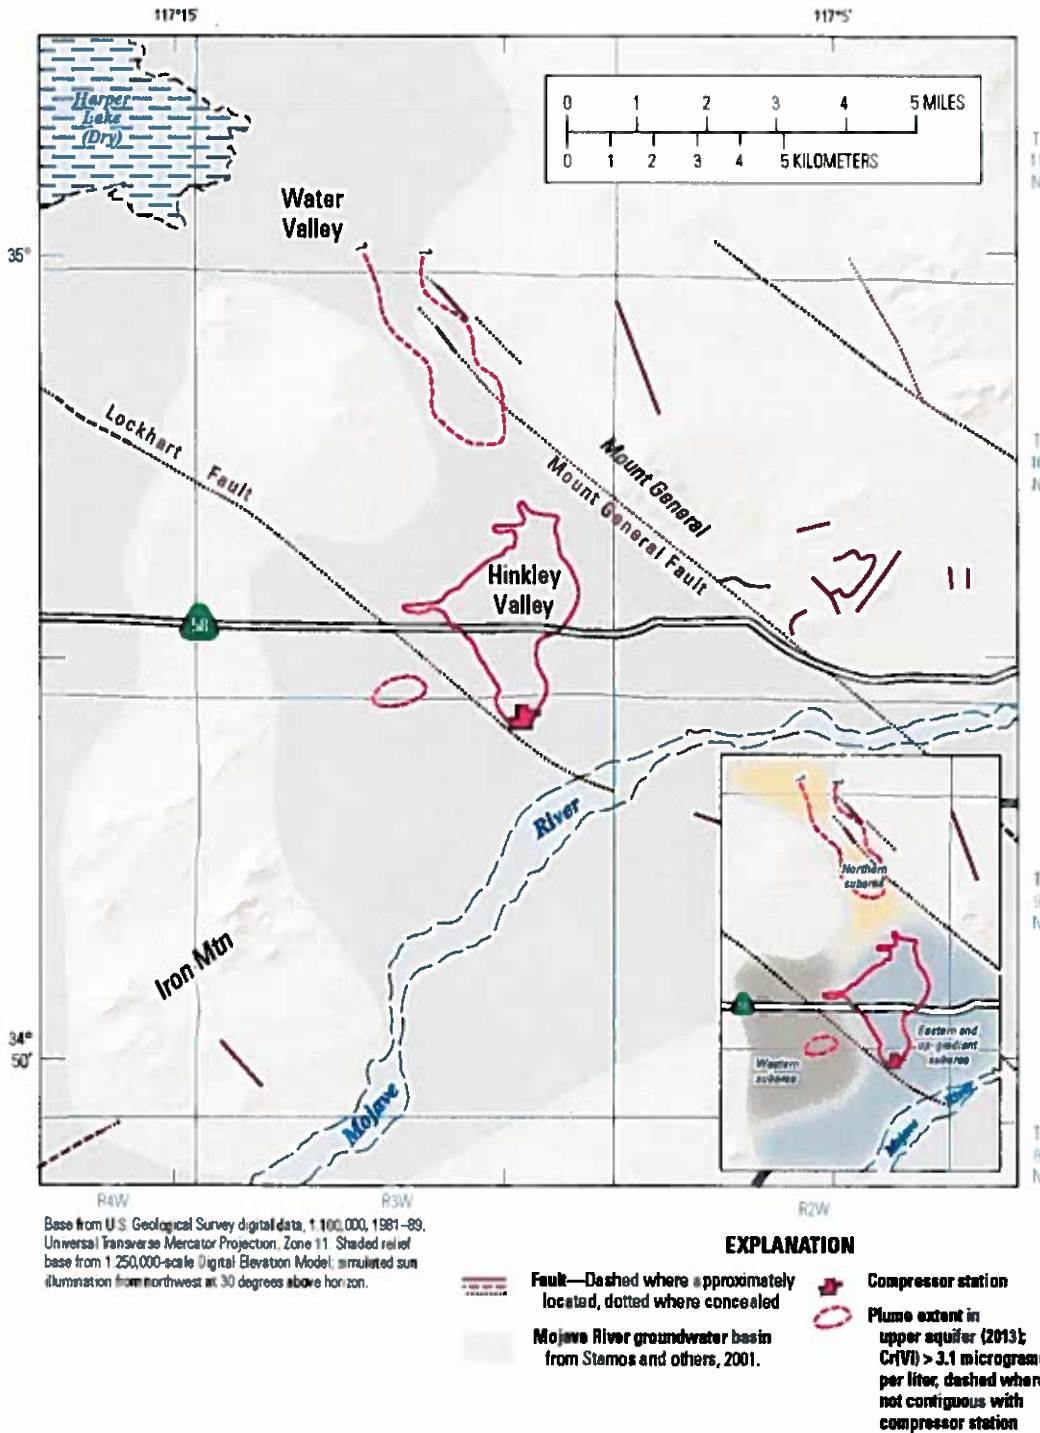 117°15'
117°5'
Harper
Lake
(Dry)
0 1 2 3 4 5 MILES
0 1 2 3 4 5 KILOMETERS
Water
Valley
?
?
35°
Lockhart Fault
Mount General
Mount General Fault
Hinkley
Valley
58
River
Iron Mtn
34°
50'
Mojave
?
?
Northern
subarea
Eastern and
up-gradient
subarea
Western
subarea
River
Mojave
R4W
R3W
R2W
T
N
T
N
T
9
N
T
8
N
Base from U.S. Geological Survey digital data, 1:100,000, 1981–89,
Universal Transverse Mercator Projection, Zone 11. Shaded relief
base from 1:250,000-scale Digital Elevation Model; simulated sun
illumination from northwest at 30 degrees above horizon.
EXPLANATION
Fault—Dashed where approximately
located, dotted where concealed
Mojave River groundwater basin
from Stamos and others, 2001.
Compressor station
Plume extent in
upper aquifer (2013);
Cr(VI) > 3.1 micrograms
per liter, dashed where
not contiguous with
compressor station